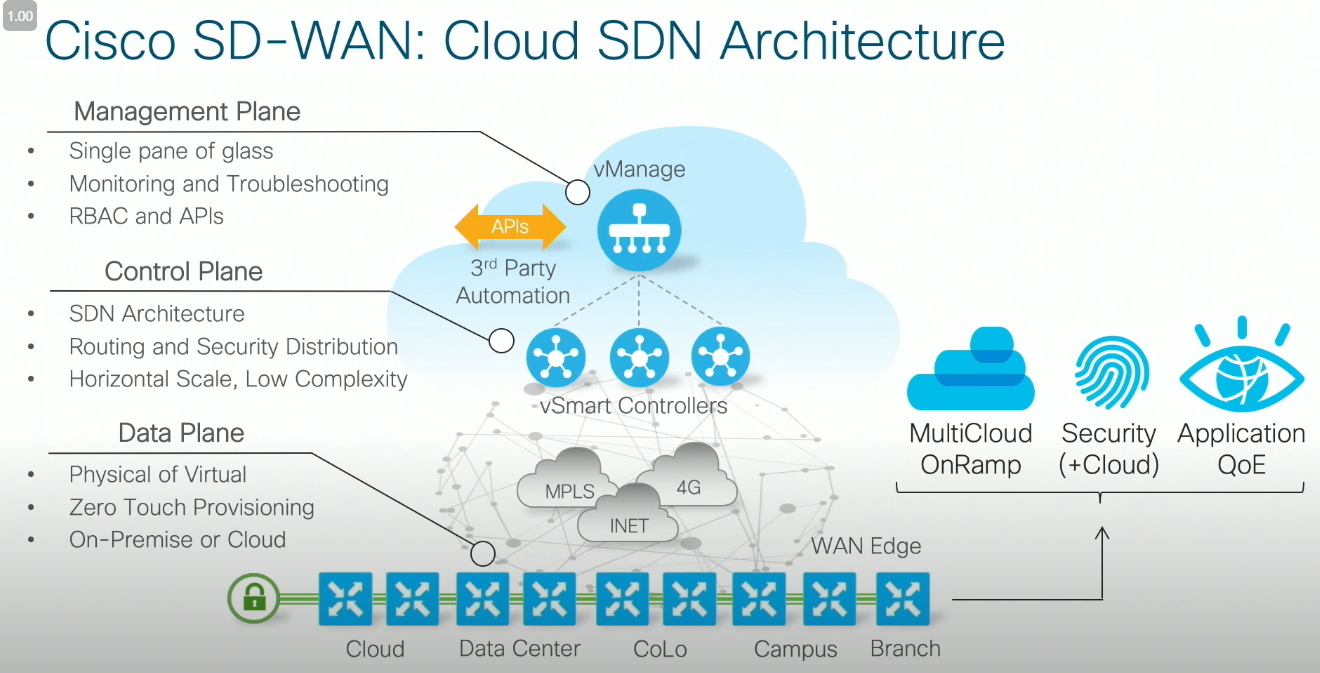 1.00
Cisco SD-WAN: Cloud SDN Architecture
Management Plane
• Single pane of glass
• Monitoring and Troubleshooting
• RBAC and APIs
vManage
APIs
3rd Party
Automation
Control Plane
• SDN Architecture
• Routing and Security Distribution
• Horizontal Scale, Low Complexity
vSmart Controllers
Data Plane
• Physical of Virtual
• Zero Touch Provisioning
• On-Premise or Cloud
MPLS
4G
INET
WAN Edge
Cloud
Data Center
CoLo
Campus
Branch
MultiCloud
OnRamp
Security
(+Cloud)
Application
QoE